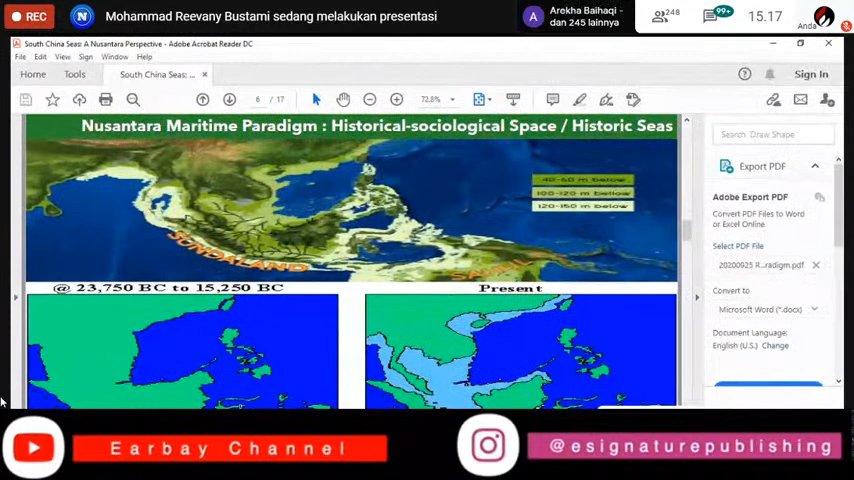 REC
Mohammad Reevany Bustami sedang melakukan presentasi
A
Arekha Baihaqi -
dan 245 lainnya
248
99+
15.17
Anda
South China Seas: A Nusantara Perspective - Adobe Acrobat Reader DC
File Edit View Sign Window Help
Home Tools South China Seas: ... × Sign In
6 / 17 72.8%
Nusantara Maritime Paradigm : Historical-sociological Space / Historic Seas
40-60 m below
100-120 m bellow
120-150 m bellow
SUNDALAND
SAHUL
@ 23,750 BC to 15,250 BC
Present
Search 'Draw Shape'
Export PDF
Adobe Export PDF
Convert PDF Files to Word
or Excel Online
Select PDF File
20200925 R...radigm.pdf
Convert to
Microsoft Word (*.docx)
Document Language:
English (U.S.) Change
Earbay Channel
@esignaturepublishing